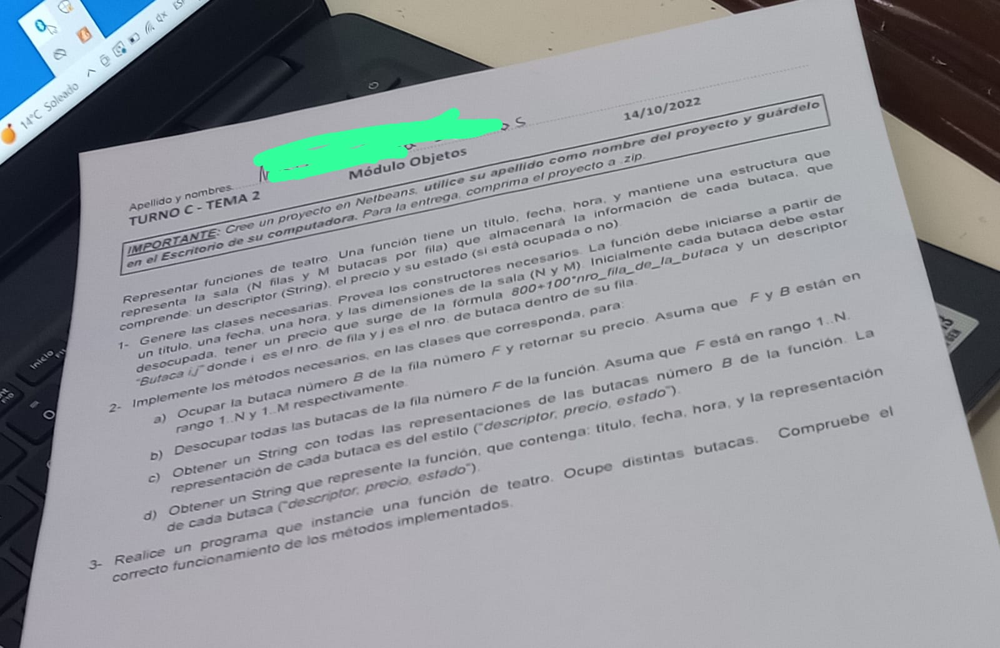 14°C Soleado
ESP
Inicio
Apellido y nombres
14/10/2022
TURNO C - TEMA 2
Módulo Objetos
IMPORTANTE: Cree un proyecto en Netbeans, utilice su apellido como nombre del proyecto y guárdelo
en el Escritorio de su computadora. Para la entrega, comprima el proyecto a .zip.
Representar funciones de teatro. Una función tiene un título, fecha, hora, y mantiene una estructura que
representa la sala (N filas y M butacas por fila) que almacenará la información de cada butaca, que
comprende: un descriptor (String), el precio y su estado (si está ocupada o no).
1- Genere las clases necesarias. Provea los constructores necesarios. La función debe iniciarse a partir de
un título, una fecha, una hora, y las dimensiones de la sala (N y M). Inicialmente cada butaca debe estar
desocupada, tener un precio que surge de la fórmula 800+100*nro_fila_de_la_butaca y un descriptor
"Butaca i,j" donde i es el nro. de fila y j es el nro. de butaca dentro de su fila.
2- Implemente los métodos necesarios, en las clases que corresponda, para:
a) Ocupar la butaca número B de la fila número F y retornar su precio. Asuma que F y B están en
rango 1..N y 1..M respectivamente.
b) Desocupar todas las butacas de la fila número F de la función. Asuma que F está en rango 1..N.
c) Obtener un String con todas las representaciones de las butacas número B de la función. La
representación de cada butaca es del estilo ("descriptor, precio, estado").
d) Obtener un String que represente la función, que contenga: título, fecha, hora, y la representación
de cada butaca ("descriptor, precio, estado").
3- Realice un programa que instancie una función de teatro. Ocupe distintas butacas. Compruebe el
correcto funcionamiento de los métodos implementados.